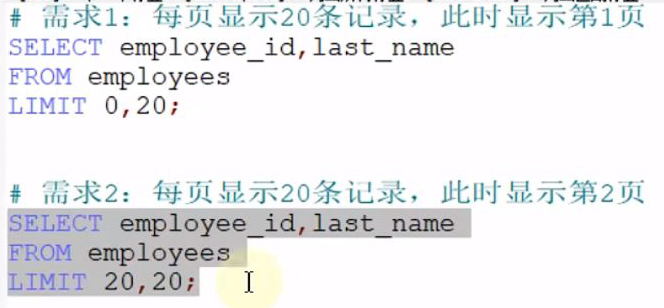 # 需求1：每页显示20条记录，此时显示第1页
SELECT employee_id,last_name
FROM employees
LIMIT 0,20;
# 需求2：每页显示20条记录，此时显示第2页
SELECT employee_id,last_name
FROM employees
LIMIT 20,20;